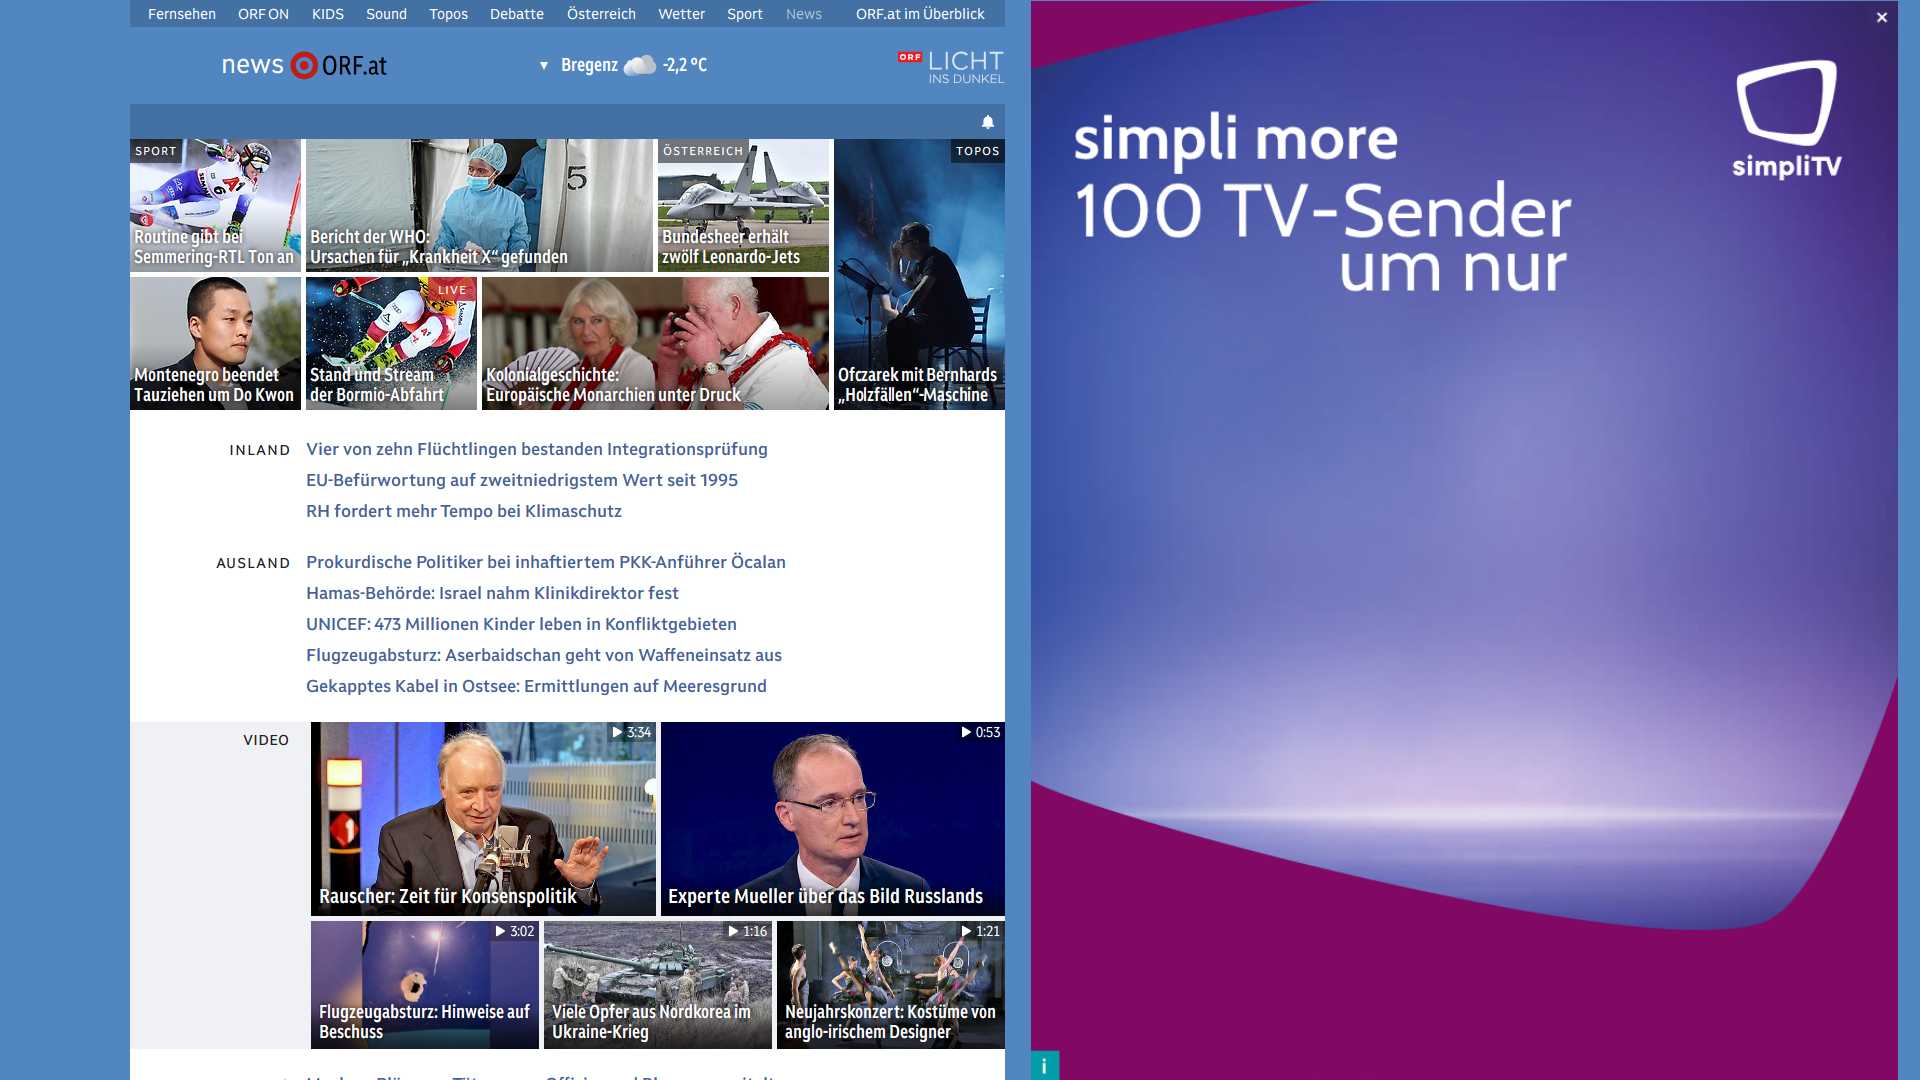 Fernsehen ORF ON KIDS Sound Topos Debatte Österreich Wetter Sport News ORF.at im Überblick
news ORF.at
Bregenz -2,2 °C
ORF LICHT
INS DUNKEL
SPORT
Routine gibt bei
Semmering-RTL Ton an
5
Bericht der WHO:
Ursachen für „Krankheit X“ gefunden
ÖSTERREICH
Bundesheer erhält
zwölf Leonardo-Jets
TOPOS
Ofczarek mit Bernhards
„Holzfällen“-Maschine
Montenegro beendet
Tauziehen um Do Kwon
LIVE
Stand und Stream
der Bormio-Abfahrt
Kolonialgeschichte:
Europäische Monarchien unter Druck
INLAND
Vier von zehn Flüchtlingen bestanden Integrationsprüfung
EU-Befürwortung auf zweitniedrigstem Wert seit 1995
RH fordert mehr Tempo bei Klimaschutz
AUSLAND
Prokurdische Politiker bei inhaftiertem PKK-Anführer Öcalan
Hamas-Behörde: Israel nahm Klinikdirektor fest
UNICEF: 473 Millionen Kinder leben in Konfliktgebieten
Flugzeugabsturz: Aserbaidschan geht von Waffeneinsatz aus
Gekapptes Kabel in Ostsee: Ermittlungen auf Meeresgrund
VIDEO
3:34
Rauscher: Zeit für Konsenspolitik
0:53
Experte Mueller über das Bild Russlands
3:02
Flugzeugabsturz: Hinweise auf
Beschuss
1:16
Viele Opfer aus Nordkorea im
Ukraine-Krieg
1:21
Neujahrskonzert: Kostüme von
anglo-irischem Designer
simpli more
100 TV-Sender
um nur
simpliTV
i